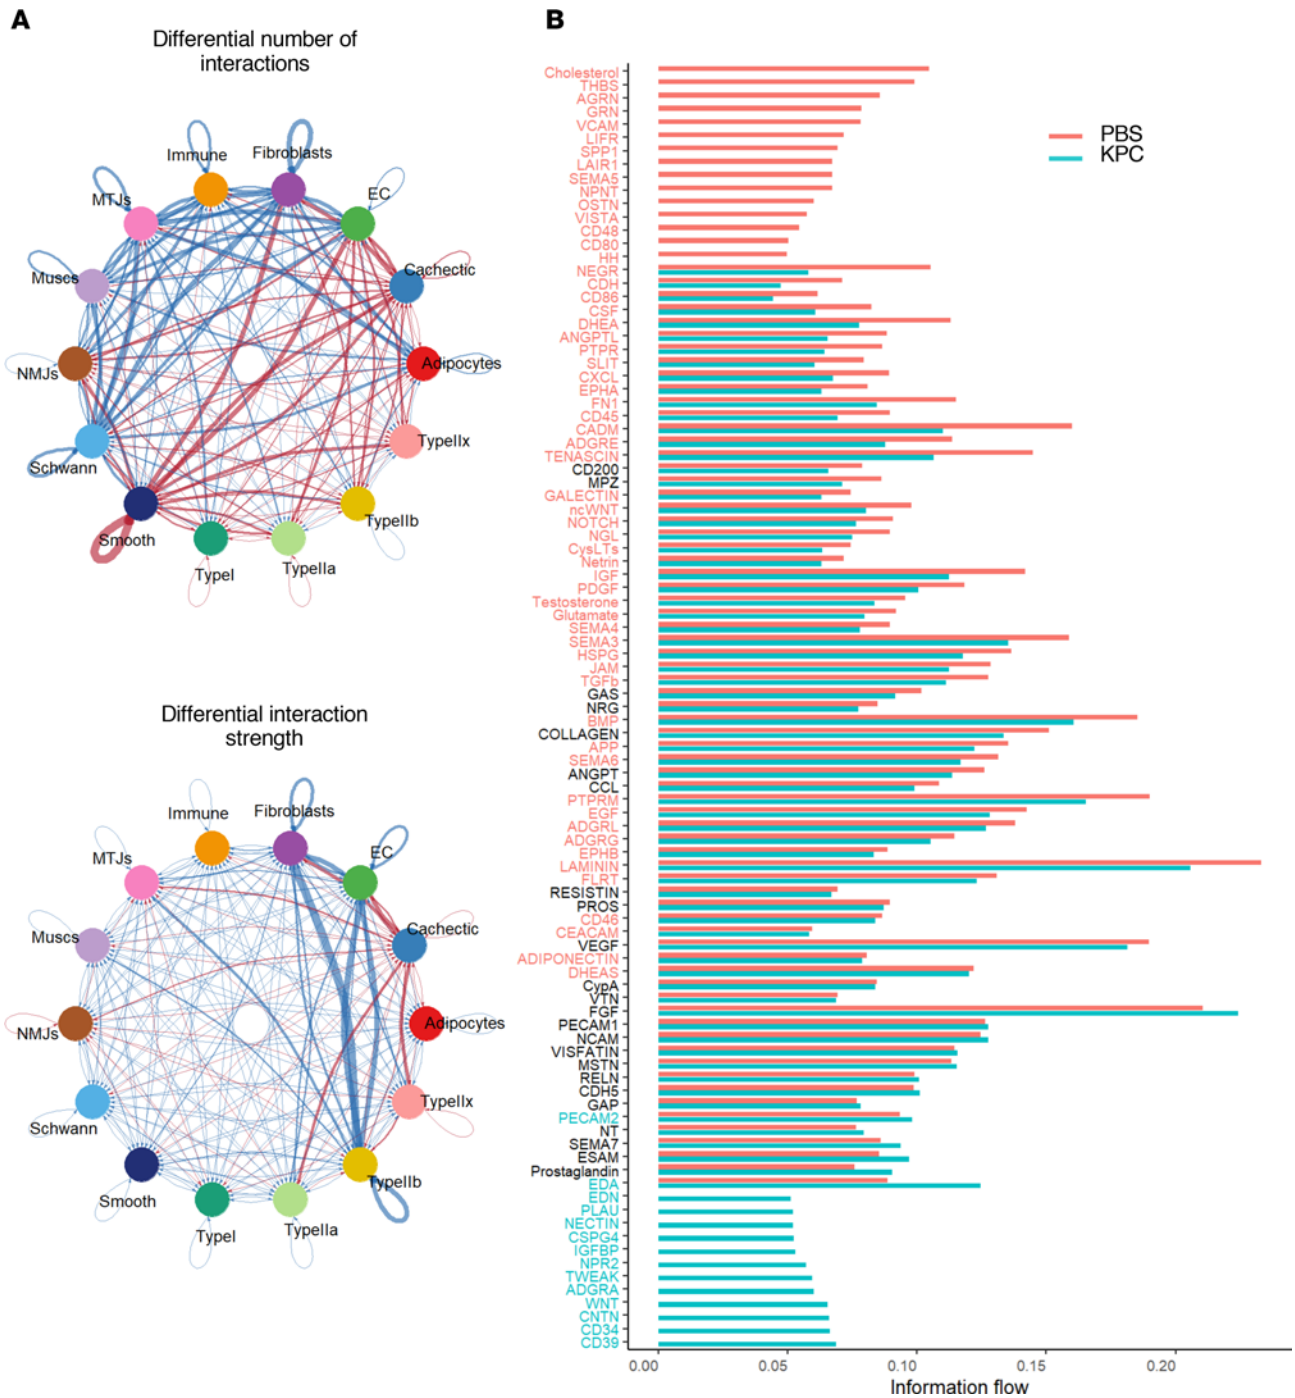 A
Differential number of
interactions
Immune
Fibroblasts
EC
MTJs
Cachectic
Muscs
Adipocytes
NMJs
TypeIIx
Schwann
TypeIIb
Smooth
TypeI
TypeIIa
Differential interaction
strength
Immune
Fibroblasts
EC
MTJs
Cachectic
Muscs
Adipocytes
NMJs
TypeIIx
Schwann
TypeIIb
Smooth
TypeI
TypeIIa
B
PBS
KPC
Cholesterol
THBS
AGRN
GRN
VCAM
LIFR
SPP1
LAIR1
SEMA5
NPNT
OSTN
VISTA
CD48
CD80
HH
NEGR
CDH
CD86
CSF
DHEA
ANGPTL
PTPR
SLIT
CXCL
EPHA
FN1
CD45
CADM
ADGRE
TENASCIN
CD200
MPZ
GALECTIN
ncWNT
NOTCH
NGL
CysLTs
Netrin
IGF
PDGF
Testosterone
Glutamate
SEMA4
SEMA3
HSPG
JAM
TGFb
GAS
NRG
BMP
COLLAGEN
APP
SEMA6
ANGPT
CCL
PTPRM
EGF
ADGRL
ADGRG
EPHB
LAMININ
FLRT
RESISTIN
PROS
CD46
CEACAM
VEGF
ADIPONECTIN
DHEAS
CypA
VTN
FGF
PECAM1
NCAM
VISFATIN
MSTN
RELN
CDH5
GAP
PECAM2
NT
SEMA7
ESAM
Prostaglandin
EDA
EDN
PLAU
NECTIN
CSPG4
IGFBP
NPR2
TWEAK
ADGRA
WNT
CNTN
CD34
CD39
0.00 0.05 0.10 0.15 0.20
Information flow